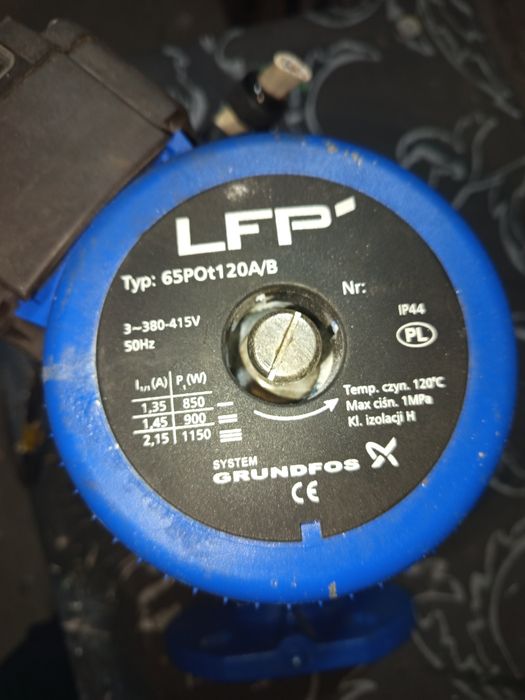 LFP
Typ: 65POt120A/B
Nr:
3~380-415V
50Hz
IP44
PL
I₁/₁(A) P₁(W)
1,35 850
1,45 900
2,15 1150
Temp. czyn. 120°C
Max ciśn. 1MPa
Kl. izolacji H
SYSTEM
GRUNDFOS
CE